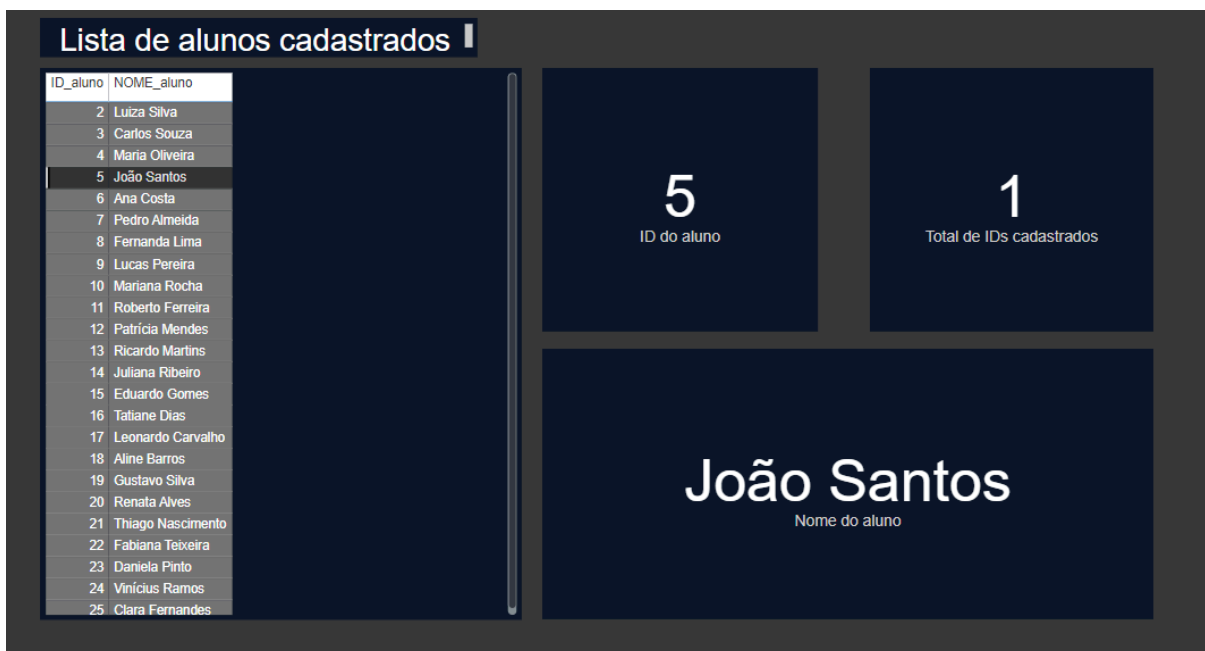 Lista de alunos cadastrados
ID_aluno NOME_aluno
2 Luiza Silva
3 Carlos Souza
4 Maria Oliveira
5 João Santos
6 Ana Costa
7 Pedro Almeida
8 Fernanda Lima
9 Lucas Pereira
10 Mariana Rocha
11 Roberto Ferreira
12 Patrícia Mendes
13 Ricardo Martins
14 Juliana Ribeiro
15 Eduardo Gomes
16 Tatiane Dias
17 Leonardo Carvalho
18 Aline Barros
19 Gustavo Silva
20 Renata Alves
21 Thiago Nascimento
22 Fabiana Teixeira
23 Daniela Pinto
24 Vinícius Ramos
25 Clara Fernandes
5
ID do aluno
1
Total de IDs cadastrados
João Santos
Nome do aluno